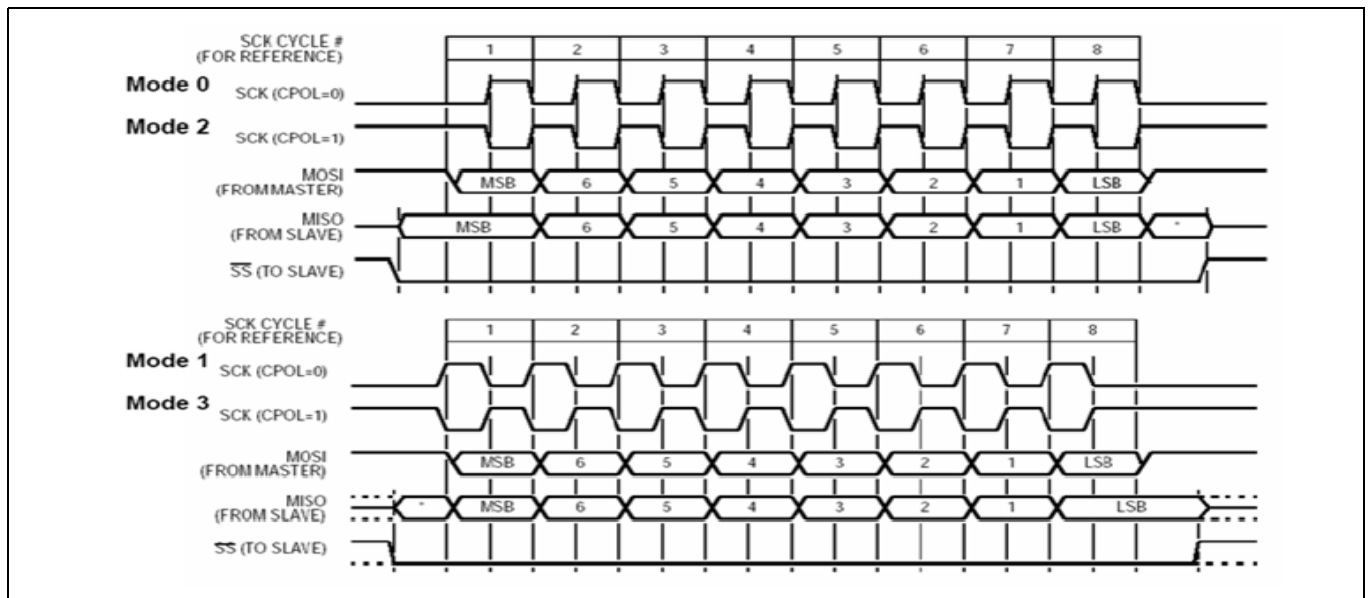 SCK CYCLE #
(FOR REFERENCE)
1 2 3 4 5 6 7 8
Mode 0
SCK (CPOL=0)
Mode 2
SCK (CPOL=1)
MOSI
(FROM MASTER)
MSB 6 5 4 3 2 1 LSB
MISO
(FROM SLAVE)
MSB 6 5 4 3 2 1 LSB *
SS (TO SLAVE)
SCK CYCLE #
(FOR REFERENCE)
1 2 3 4 5 6 7 8
Mode 1
SCK (CPOL=0)
Mode 3
SCK (CPOL=1)
MOSI
(FROM MASTER)
MSB 6 5 4 3 2 1 LSB
MISO
(FROM SLAVE)
* MSB 6 5 4 3 2 1 LSB
SS (TO SLAVE)